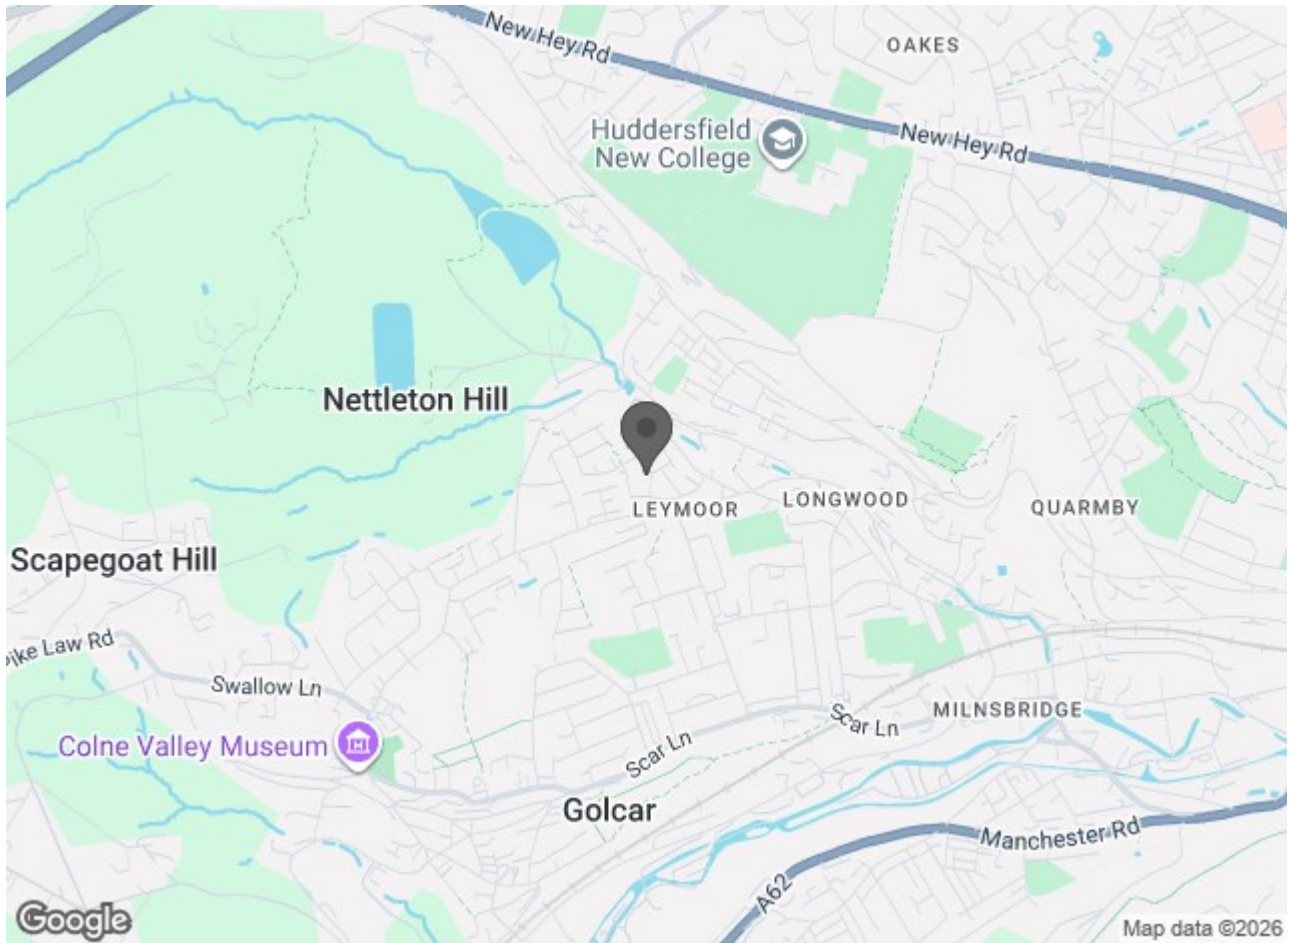 New Hey Rd
OAKES
Huddersfield
New College
New Hey Rd
Nettleton Hill
LEYMOOR
LONGWOOD
QUARMBY
Scapegoat Hill
Pike Law Rd
Swallow Ln
Scar Ln
MILNSBRIDGE
Colne Valley Museum
Scar Ln
Golcar
Manchester Rd
A62
Google
Map data ©2026